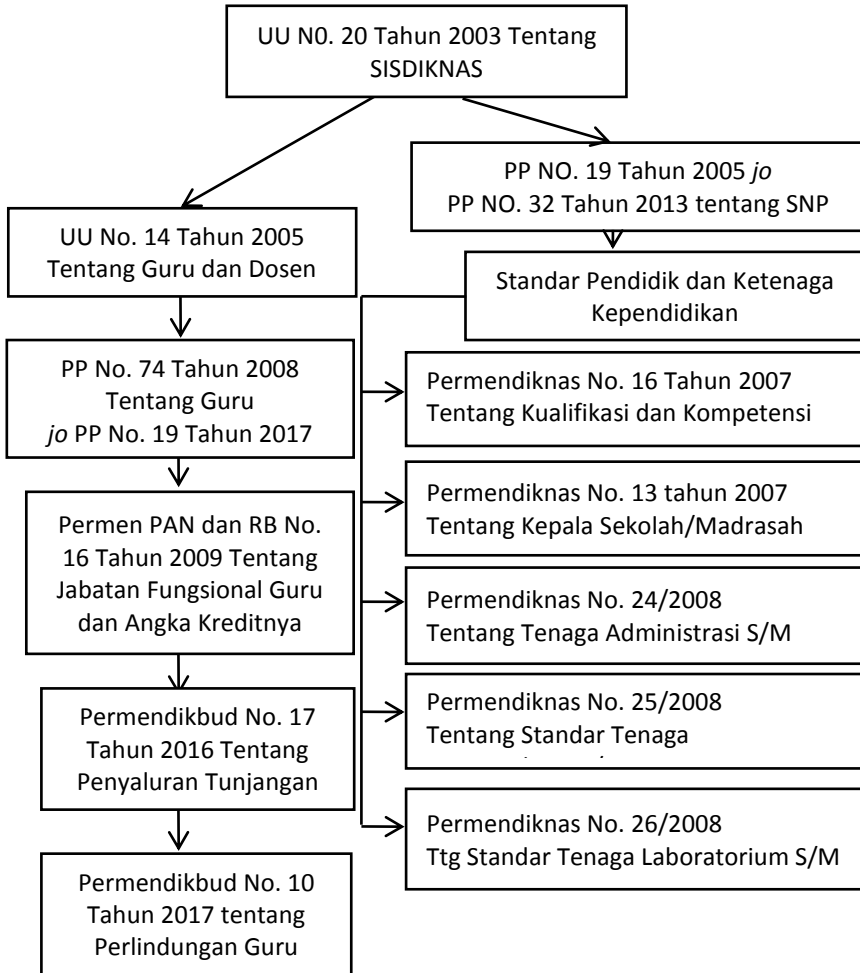 UU N0. 20 Tahun 2003 Tentang
SISDIKNAS
PP NO. 19 Tahun 2005 jo
PP NO. 32 Tahun 2013 tentang SNP
UU No. 14 Tahun 2005
Tentang Guru dan Dosen
Standar Pendidik dan Ketenaga
Kependidikan
PP No. 74 Tahun 2008
Tentang Guru
jo PP No. 19 Tahun 2017
Permendiknas No. 16 Tahun 2007
Tentang Kualifikasi dan Kompetensi
Permen PAN dan RB No.
16 Tahun 2009 Tentang
Jabatan Fungsional Guru
dan Angka Kreditnya
Permendiknas No. 13 tahun 2007
Tentang Kepala Sekolah/Madrasah
Permendiknas No. 24/2008
Tentang Tenaga Administrasi S/M
Permendikbud No. 17
Tahun 2016 Tentang
Penyaluran Tunjangan
Permendiknas No. 25/2008
Tentang Standar Tenaga
Permendiknas No. 26/2008
Ttg Standar Tenaga Laboratorium S/M
Permendikbud No. 10
Tahun 2017 tentang
Perlindungan Guru